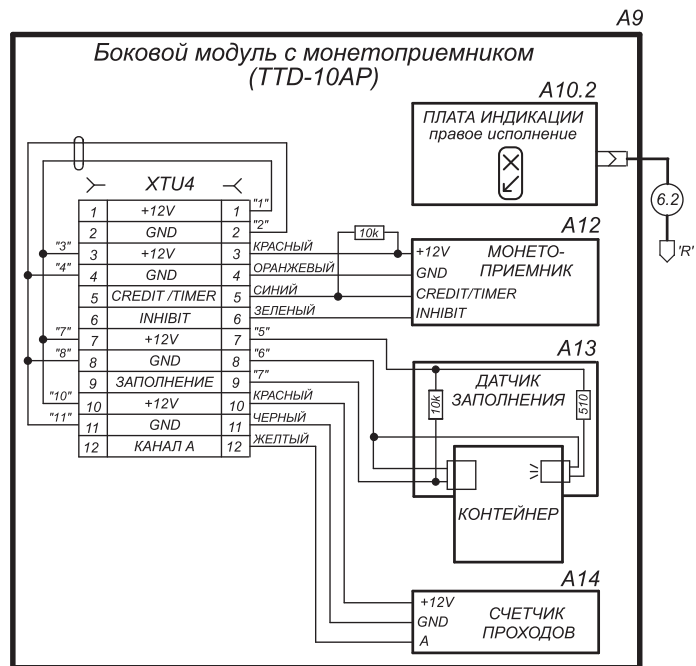 A9
Боковой модуль с монетоприемником
(TTD-10AP)
A10.2
ПЛАТА ИНДИКАЦИИ
правое исполнение
6.2
'R'
XTU4
1 +12V 1 "1"
2 GND 2 "2"
"3" 3 +12V 3 КРАСНЫЙ
"4" 4 GND 4 ОРАНЖЕВЫЙ
5 CREDIT /TIMER 5 СИНИЙ
6 INHIBIT 6 ЗЕЛЕНЫЙ
"7" 7 +12V 7 "5"
"8" 8 GND 8 "6"
9 ЗАПОЛНЕНИЕ 9 "7"
"10" 10 +12V 10 КРАСНЫЙ
"11" 11 GND 11 ЧЕРНЫЙ
12 КАНАЛ А 12 ЖЕЛТЫЙ
10k
A12
+12V
GND
CREDIT/TIMER
INHIBIT
МОНЕТО-
ПРИЕМНИК
A13
ДАТЧИК
ЗАПОЛНЕНИЯ
10k
510
КОНТЕЙНЕР
A14
+12V
GND
A
СЧЕТЧИК
ПРОХОДОВ